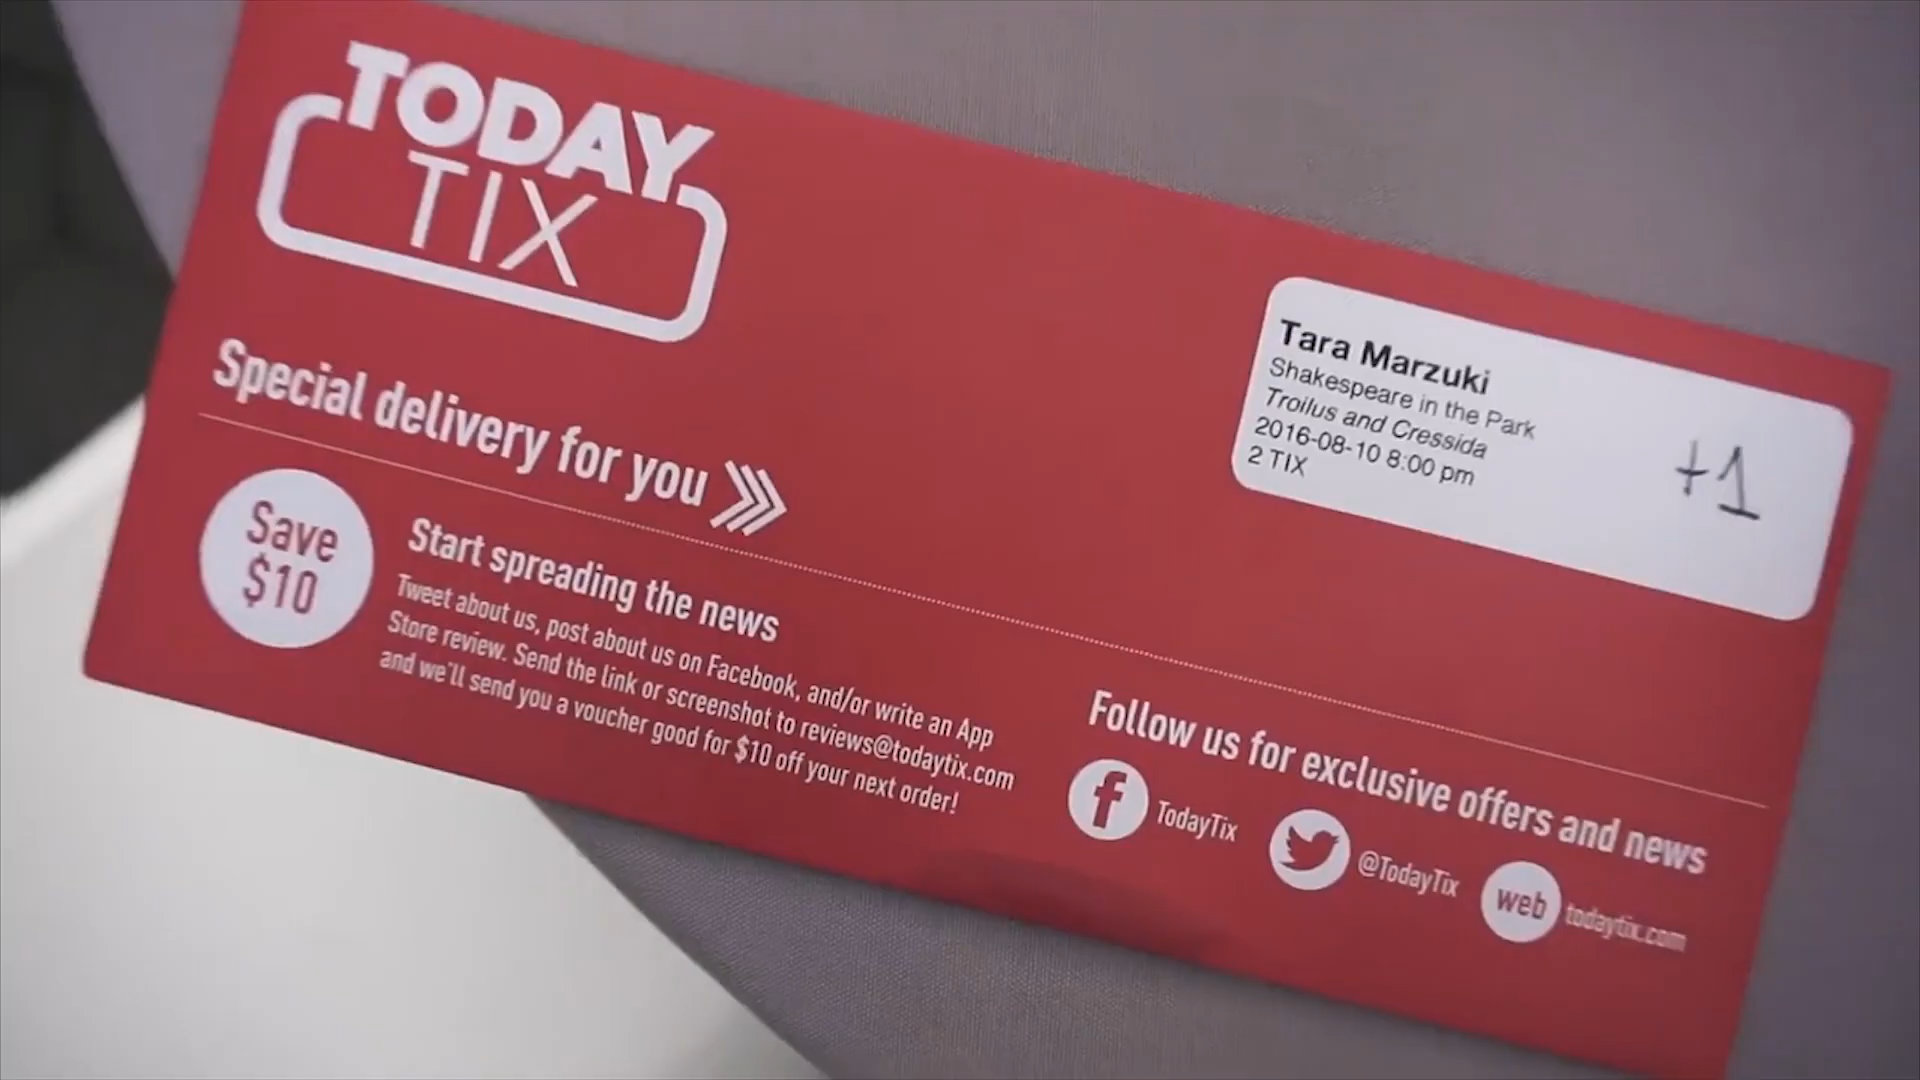 TODAY
TIX
Special delivery for you
Save
$10
Start spreading the news
Tweet about us, post about us on Facebook, and/or write an App
Store review. Send the link or screenshot to reviews@todaytix.com
and we'll send you a voucher good for $10 off your next order!
Tara Marzuki
Shakespeare in the Park
Troilus and Cressida
2016-08-10 8:00 pm
2 TIX
+1
Follow us for exclusive offers and news
f TodayTix
@TodayTix
web todaytix.com